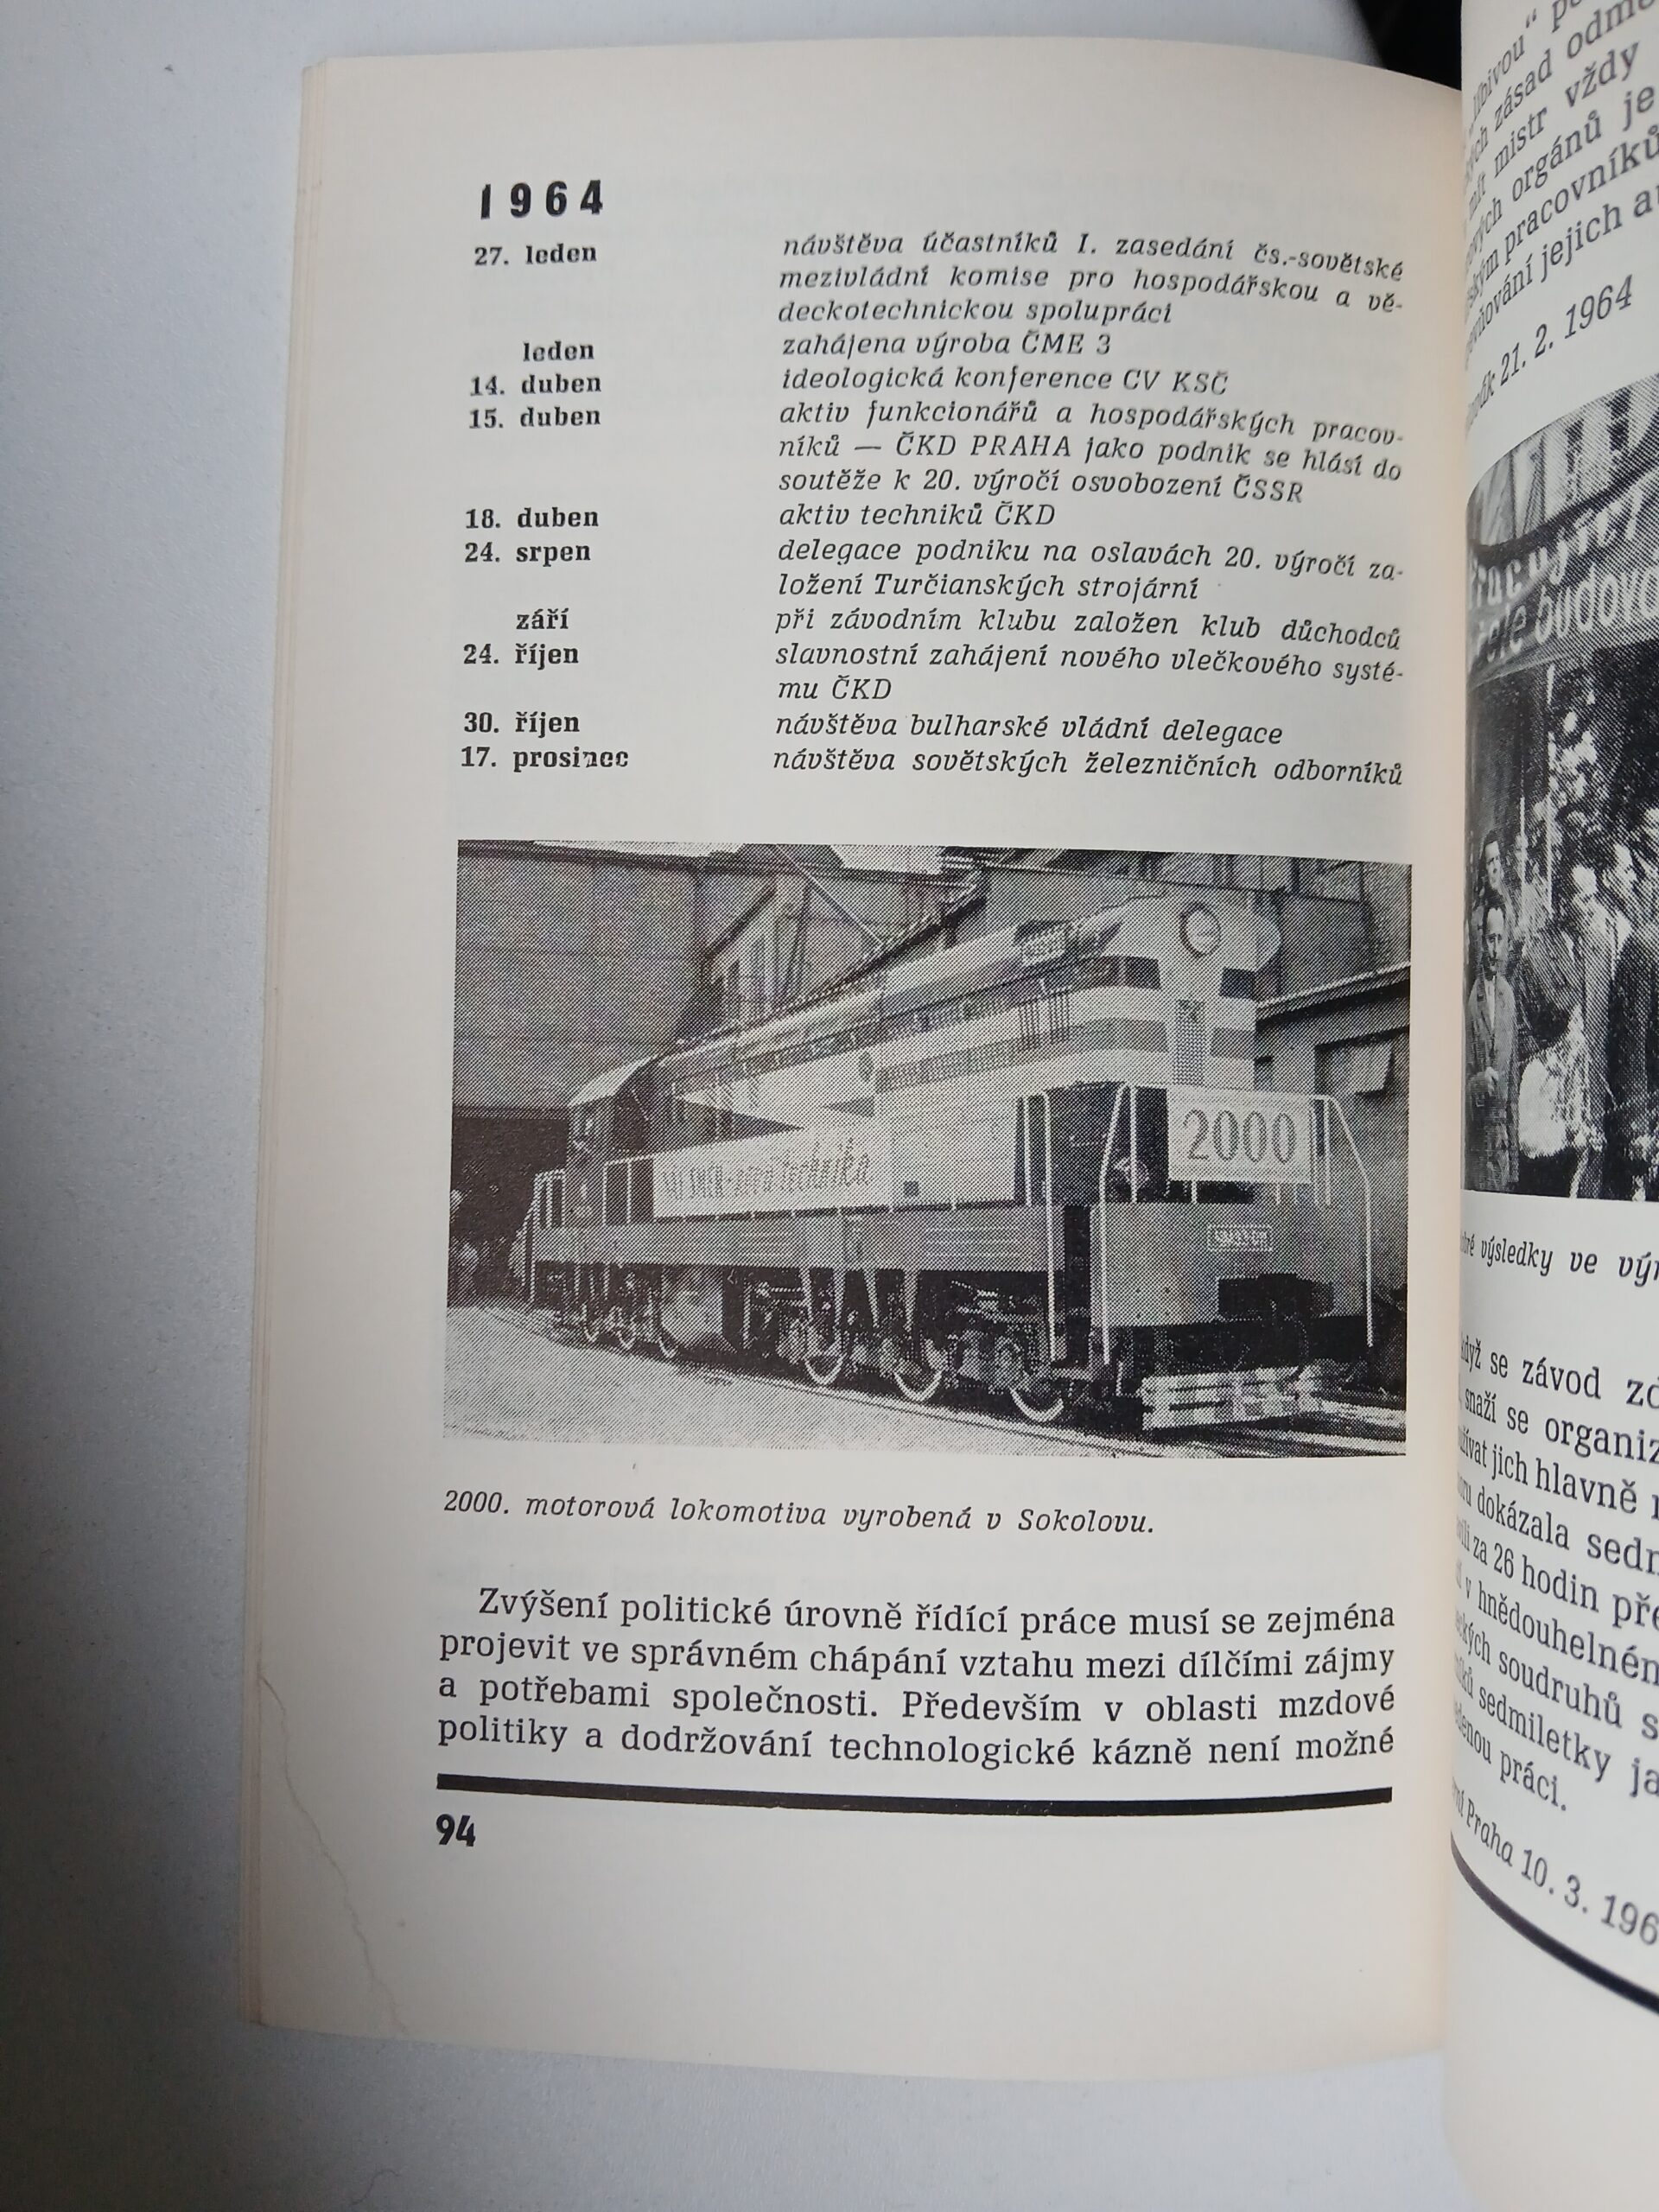 1964
27. leden návštěva účastníků I. zasedání čs.-sovětské
mezivládní komise pro hospodářskou a vě-
deckotechnickou spolupráci
leden zahájena výroba ČME 3
14. duben ideologická konference CV KSČ
15. duben aktiv funkcionářů a hospodářských pracov-
níků — ČKD PRAHA jako podnik se hlásí do
soutěže k 20. výročí osvobození ČSSR
18. duben aktiv techniků ČKD
24. srpen delegace podniku na oslavách 20. výročí za-
ložení Turčianských strojární
září při závodním klubu založen klub důchodců
24. říjen slavnostní zahájení nového vlečkového systé-
mu ČKD
30. říjen návštěva bulharské vládní delegace
17. prosinec návštěva sovětských železničních odborníků
2000
technika
2000. motorová lokomotiva vyrobená v Sokolovu.
Zvýšení politické úrovně řídící práce musí se zejména
projevit ve správném chápání vztahu mezi dílčími zájmy
a potřebami společnosti. Především v oblasti mzdové
politiky a dodržování technologické kázně není možné
94
zásad
mistr vždy
orgánů je
pracovníků
jejich
21. 2. 1964
výsledky ve
se závod
snaží se
jich hlavně
dokázala
za 26 hodin
v hnědouhelném
soudruhů
sedmiletky
práci.
Praha 10. 3.